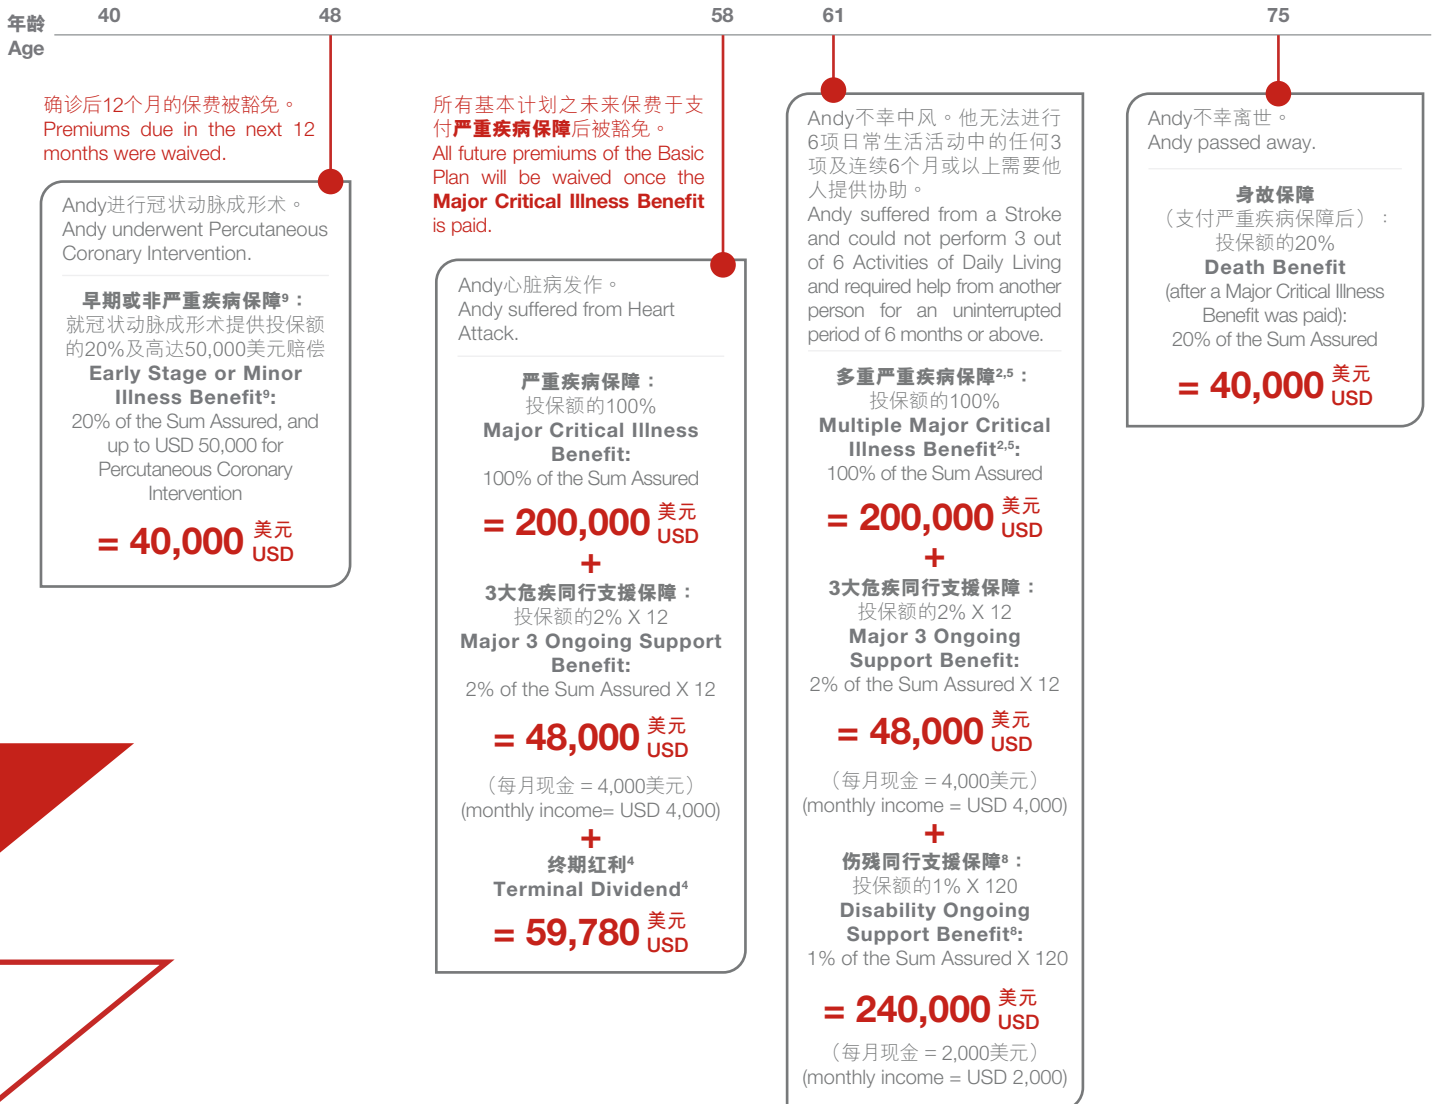 年龄
Age
40
48
58
61
75
确诊后12个月的保费被豁免。
Premiums due in the next 12
months were waived.
Andy进行冠状动脉成形术。
Andy underwent Percutaneous
Coronary Intervention.
早期或非严重疾病保障⁹：
就冠状动脉成形术提供投保额
的20%及高达50,000美元赔偿
Early Stage or Minor
Illness Benefit⁹:
20% of the Sum Assured, and
up to USD 50,000 for
Percutaneous Coronary
Intervention
= 40,000 美元
USD
所有基本计划之未来保费于支
付严重疾病保障后被豁免。
All future premiums of the Basic
Plan will be waived once the
Major Critical Illness Benefit
is paid.
Andy心脏病发作。
Andy suffered from Heart
Attack.
严重疾病保障：
投保额的100%
Major Critical Illness
Benefit:
100% of the Sum Assured
= 200,000 美元
USD
+
3大危疾同行支援保障：
投保额的2% X 12
Major 3 Ongoing Support
Benefit:
2% of the Sum Assured X 12
= 48,000 美元
USD
（每月现金 = 4,000美元）
(monthly income= USD 4,000)
+
终期红利⁴
Terminal Dividend⁴
= 59,780 美元
USD
Andy不幸中风。他无法进行
6项日常生活活动中的任何3
项及连续6个月或以上需要他
人提供协助。
Andy suffered from a Stroke
and could not perform 3 out
of 6 Activities of Daily Living
and required help from another
person for an uninterrupted
period of 6 months or above.
多重严重疾病保障²,⁵：
投保额的100%
Multiple Major Critical
Illness Benefit²,⁵:
100% of the Sum Assured
= 200,000 美元
USD
+
3大危疾同行支援保障：
投保额的2% X 12
Major 3 Ongoing
Support Benefit:
2% of the Sum Assured X 12
= 48,000 美元
USD
（每月现金 = 4,000美元）
(monthly income = USD 4,000)
+
伤残同行支援保障⁸：
投保额的1% X 120
Disability Ongoing
Support Benefit⁸:
1% of the Sum Assured X 120
= 240,000 美元
USD
（每月现金 = 2,000美元）
(monthly income = USD 2,000)
Andy不幸离世。
Andy passed away.
身故保障
（支付严重疾病保障后）：
投保额的20%
Death Benefit
(after a Major Critical Illness
Benefit was paid):
20% of the Sum Assured
= 40,000 美元
USD